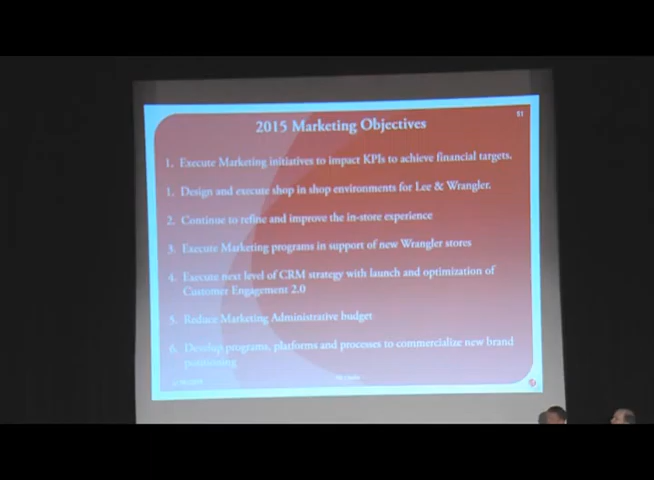 51
2015 Marketing Objectives
1. Execute Marketing initiatives to impact KPIs to achieve financial targets.
1. Design and execute shop in shop environments for Lee & Wrangler.
2. Continue to refine and improve the in-store experience
3. Execute Marketing programs in support of new Wrangler stores
4. Execute next level of CRM strategy with launch and optimization of
Customer Engagement 2.0
5. Reduce Marketing Administrative budget
6. Develop programs, platforms and processes to commercialize new brand
positioning